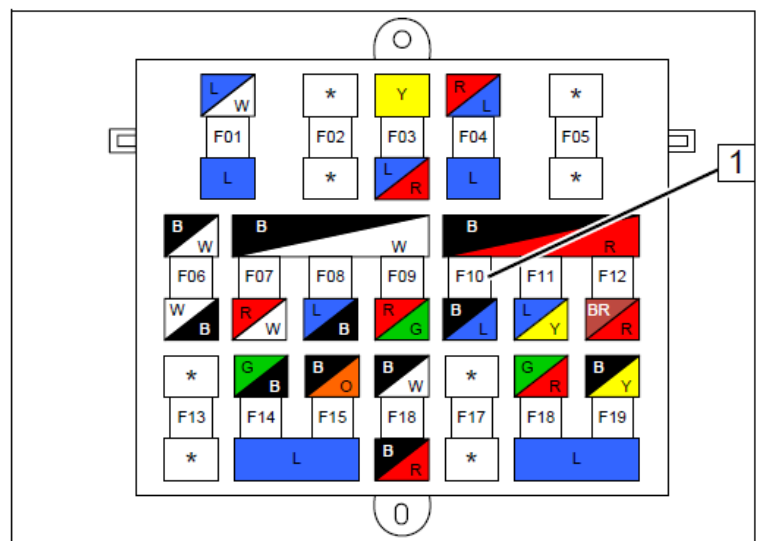 L W * Y R L *
F01 F02 F03 F04 F05
L * L R L *
1
B W B W B R
F06 F07 F08 F09 F10 F11 F12
W B R W L B R G B L L Y BR R
* G B B O B W * G R B Y
F13 F14 F15 F18 F17 F18 F19
* L B R * L